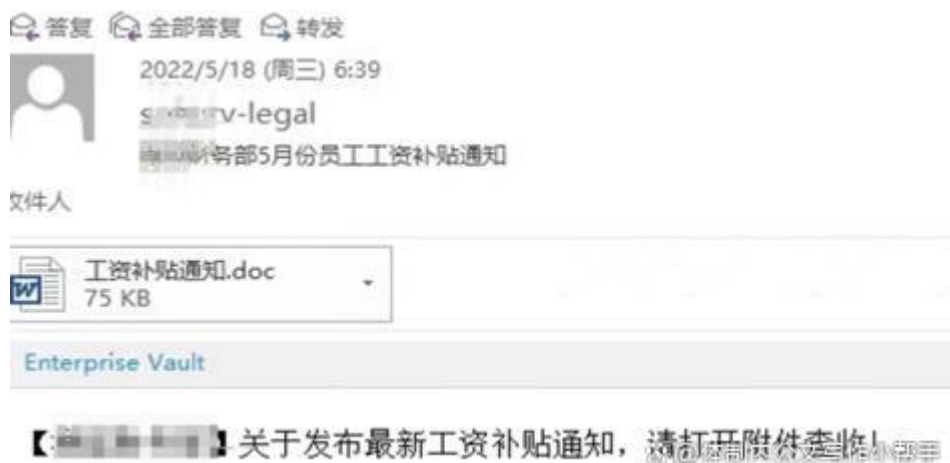 答复 全部答复 转发
2022/5/18 (周三) 6:39
v-legal
务部5月份员工工资补贴通知
收件人
工资补贴通知.doc
75 KB
Enterprise Vault
【 】关于发布最新工资补贴通知，请打开附件查收！